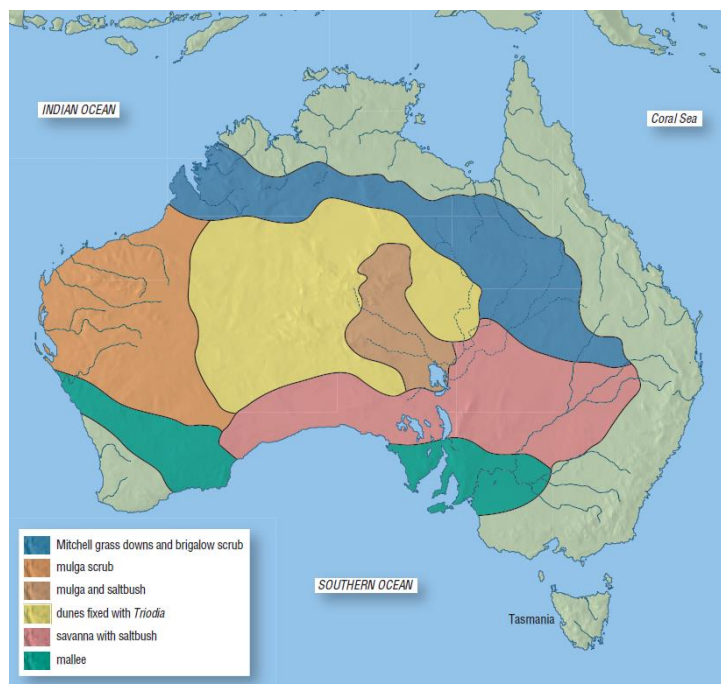 INDIAN OCEAN
Coral Sea
Mitchell grass downs and brigalow scrub
mulga scrub
mulga and saltbush
dunes fixed with Triodia
savanna with saltbush
mallee
SOUTHERN OCEAN
Tasmania